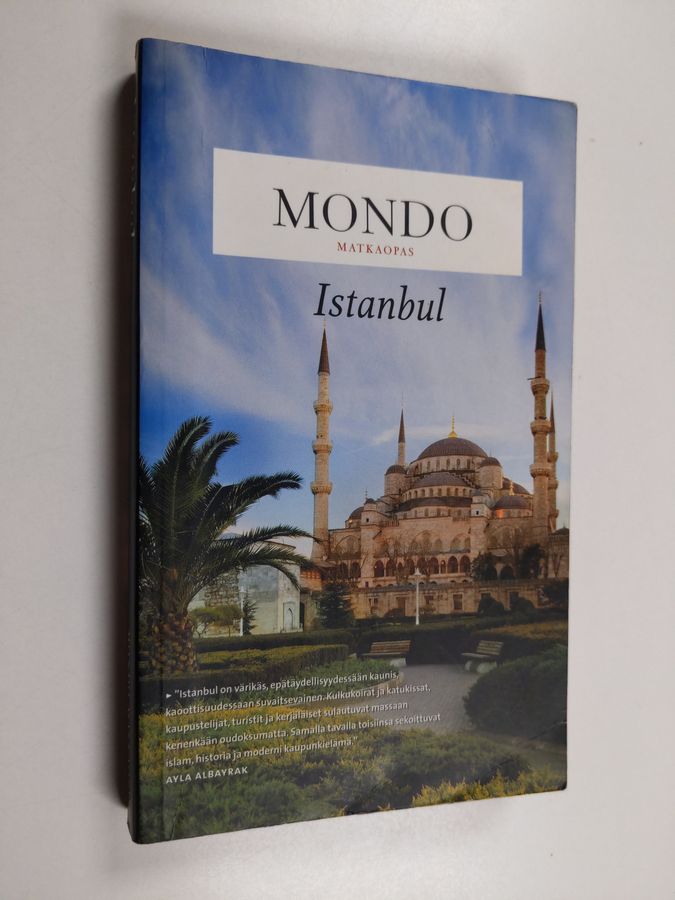 MONDO
MATKAOPAS
Istanbul
► "Istanbul on värikäs, epätäydellisyydessään kaunis,
kaoottisuudessaan suvaitsevainen. Kulkukoirat ja katukissat,
kaupustelijat, turistit ja kerjäläiset sulautuvat massaan
kenenkään oudoksumatta. Samalla tavalla toisiinsa sekoittuvat
islam, historia ja moderni kaupunkielämä."
AYLA ALBAYRAK